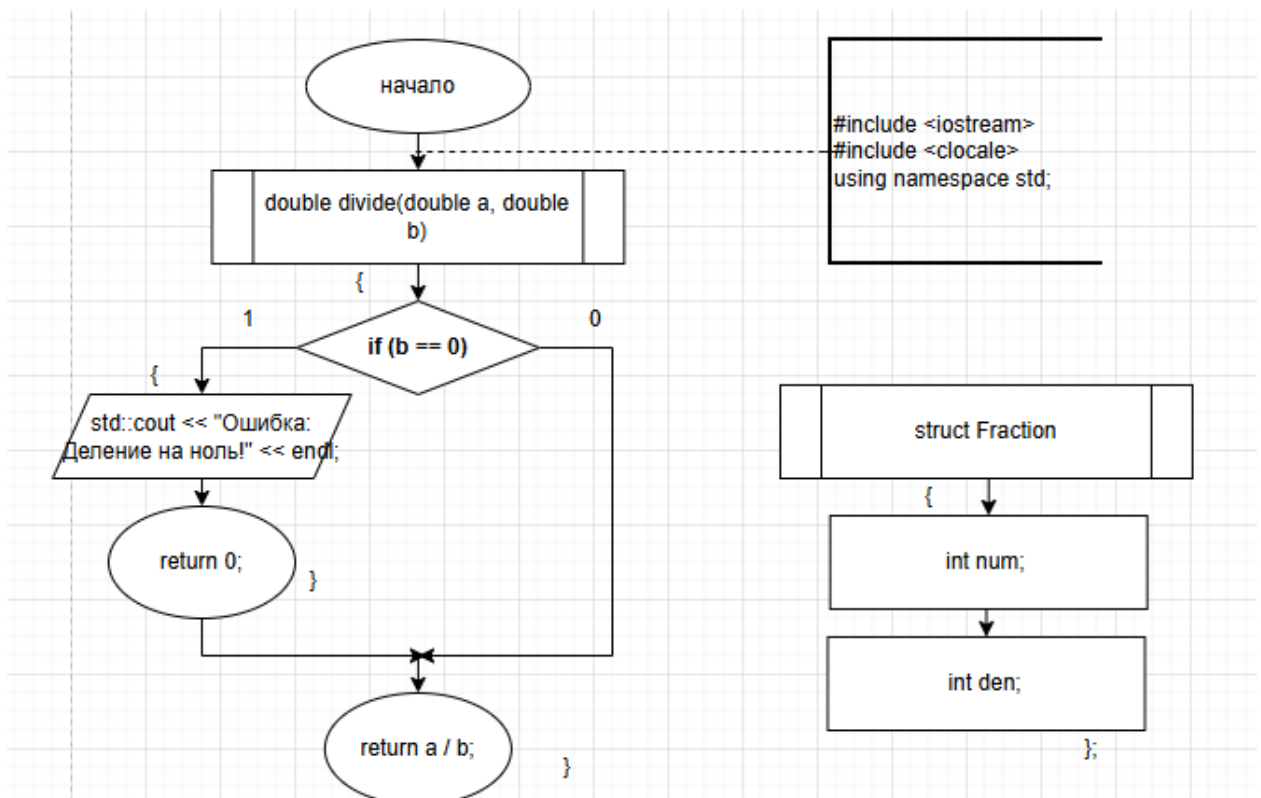 начало
#include <iostream>
#include <clocale>
using namespace std;
double divide(double a, double
b)
{
1
0
if (b == 0)
{
std::cout << "Ошибка:
Деление на ноль!" << endl;
return 0;
}
return a / b;
}
struct Fraction
{
int num;
int den;
};